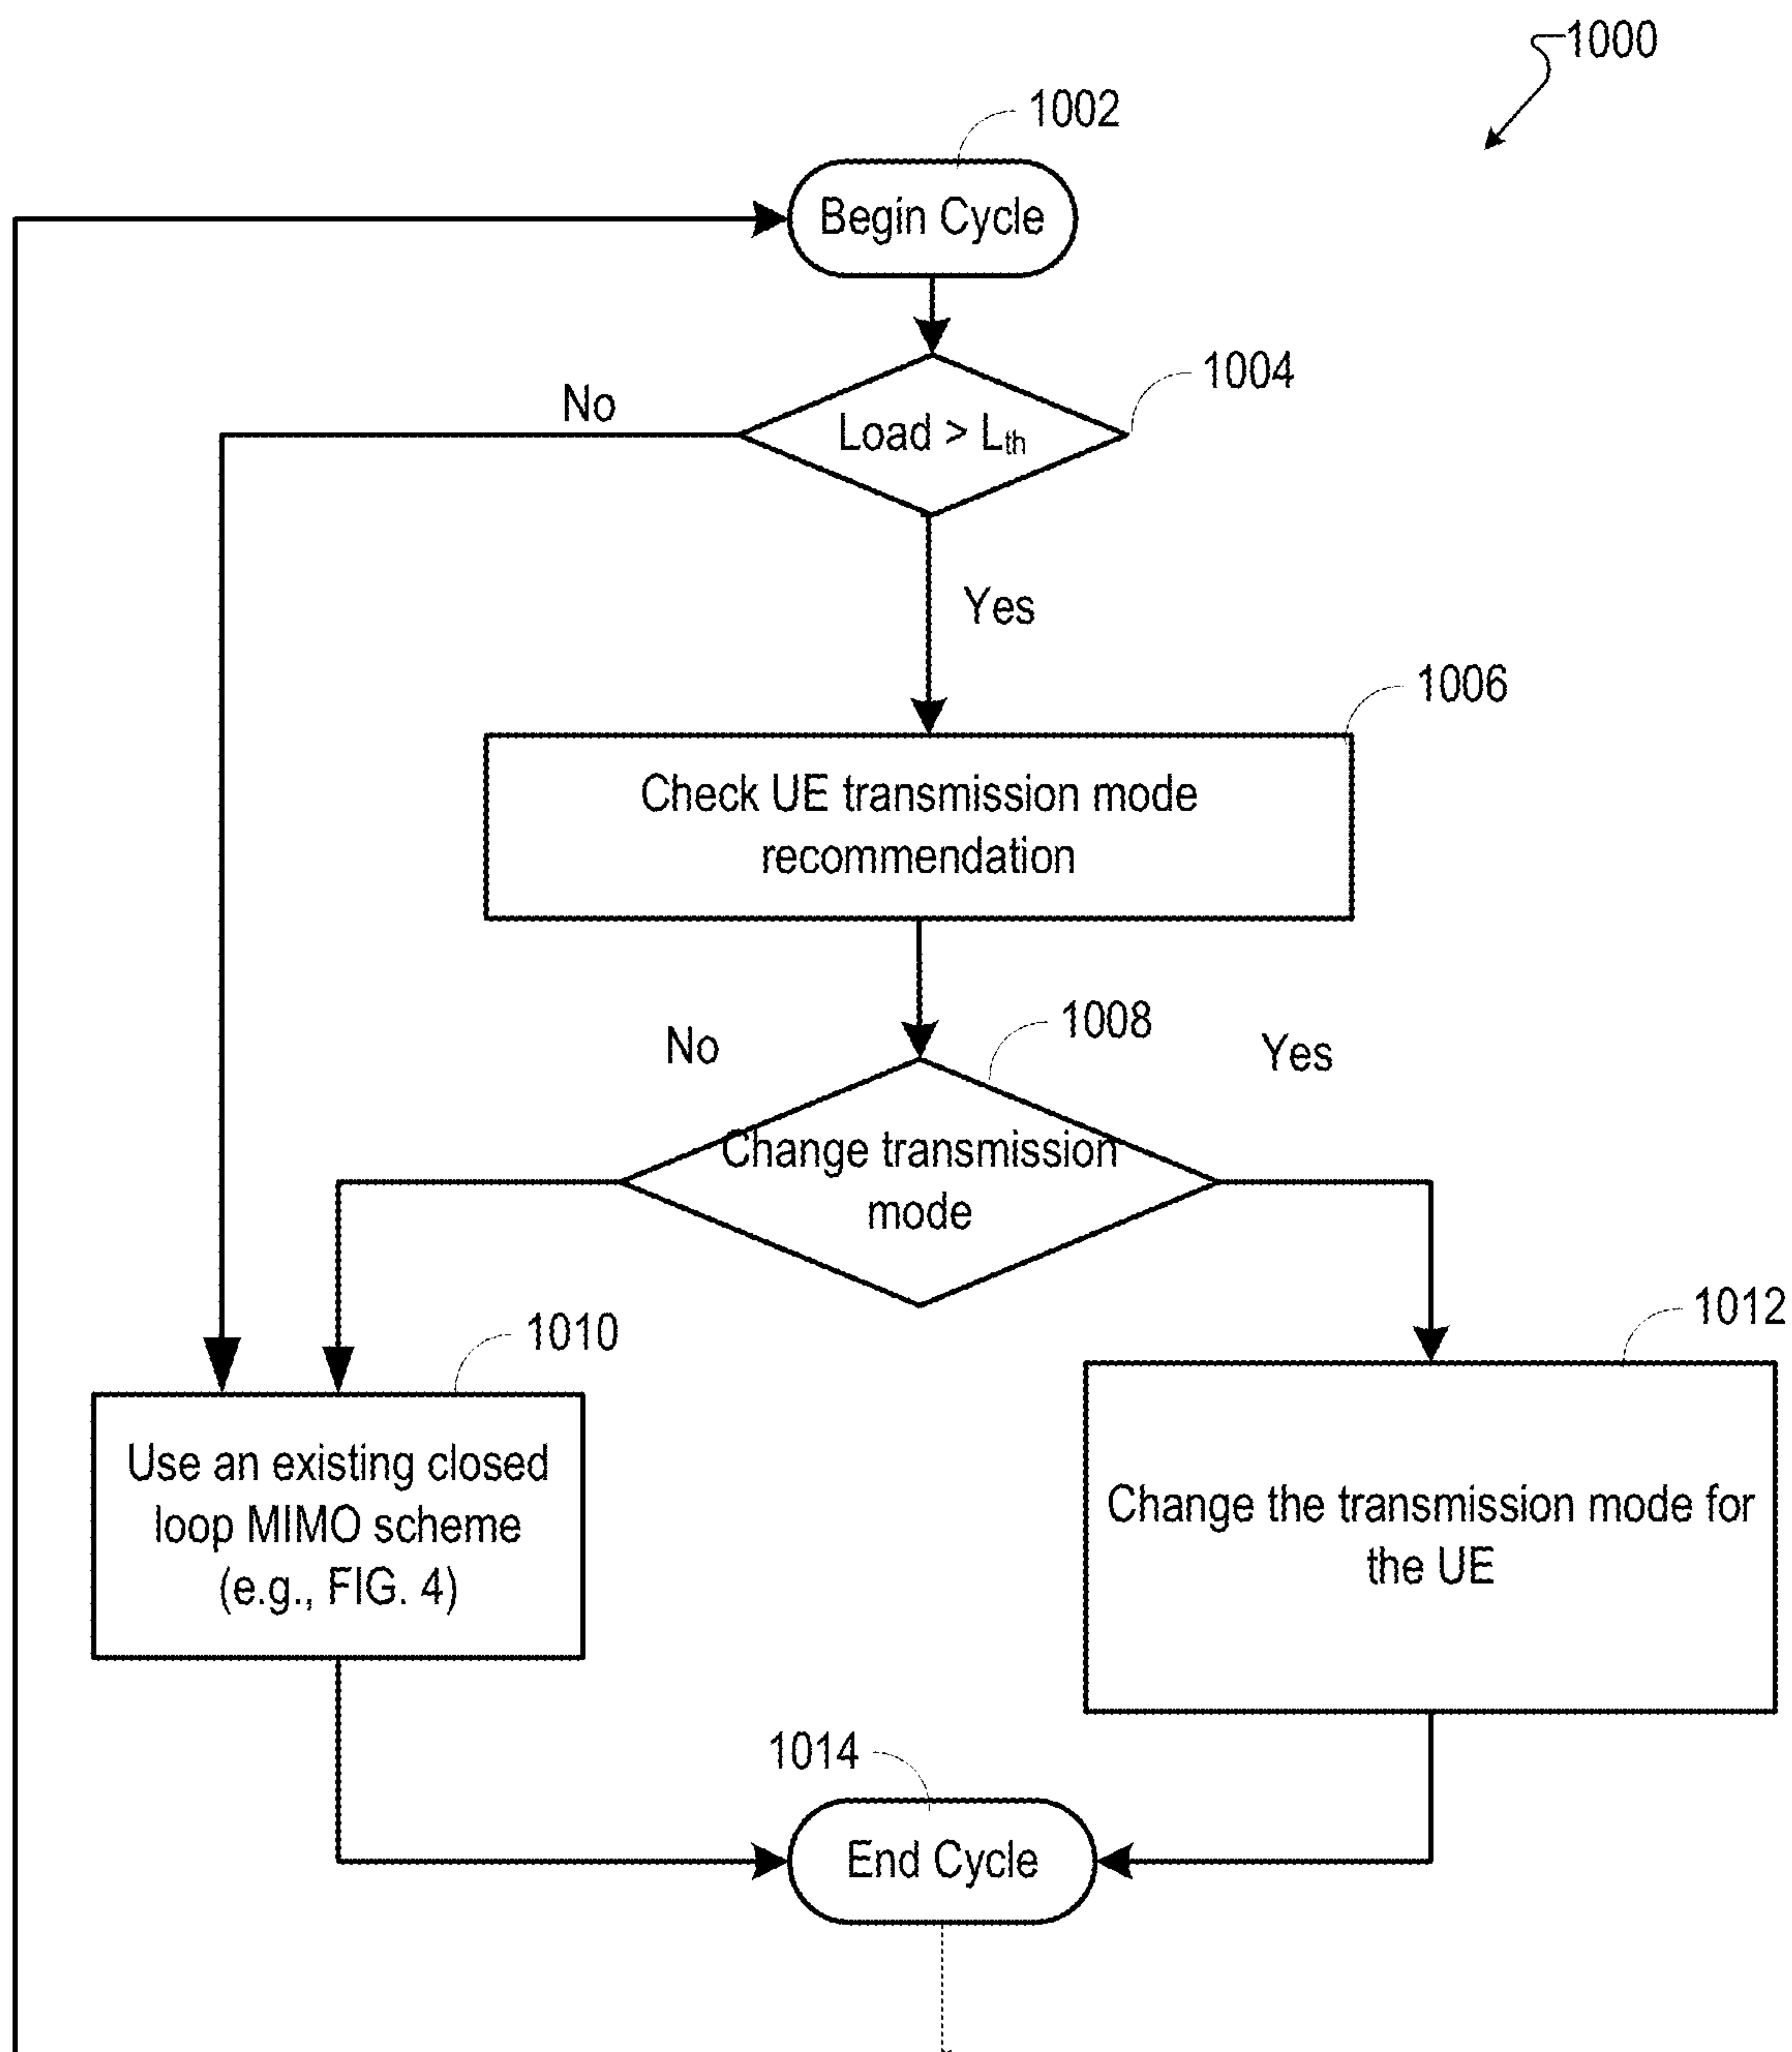 1000
1002
Begin Cycle
1004
No
Load > Lth
Yes
1006
Check UE transmission mode
recommendation
1008
No
Yes
Change transmission
mode
1010
1012
Use an existing closed
loop MIMO scheme
(e.g., FIG. 4)
Change the transmission mode for
the UE
1014
End Cycle